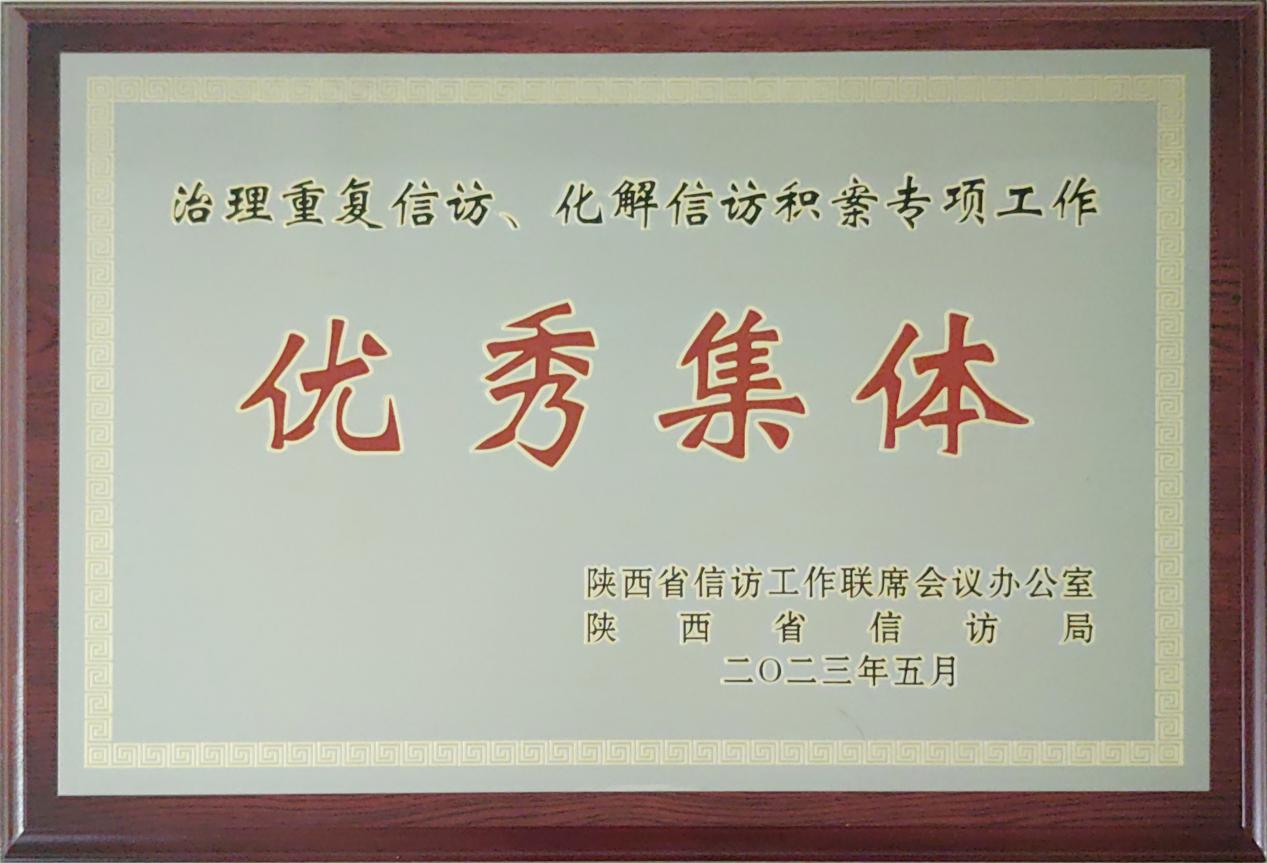 治理重复信访、化解信访积案专项工作
优秀集体
陕西省信访工作联席会议办公室
陕西省信访局
二〇二三年五月